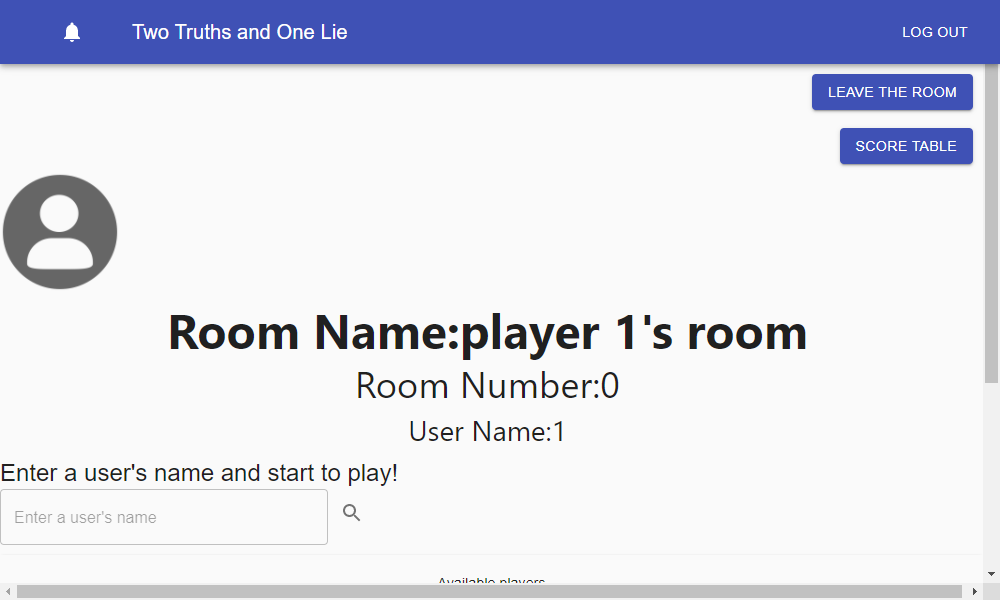 Two Truths and One Lie
LOG OUT
LEAVE THE ROOM
SCORE TABLE
Room Name:player 1's room
Room Number:0
User Name:1
Enter a user's name and start to play!
Enter a user's name
Available players